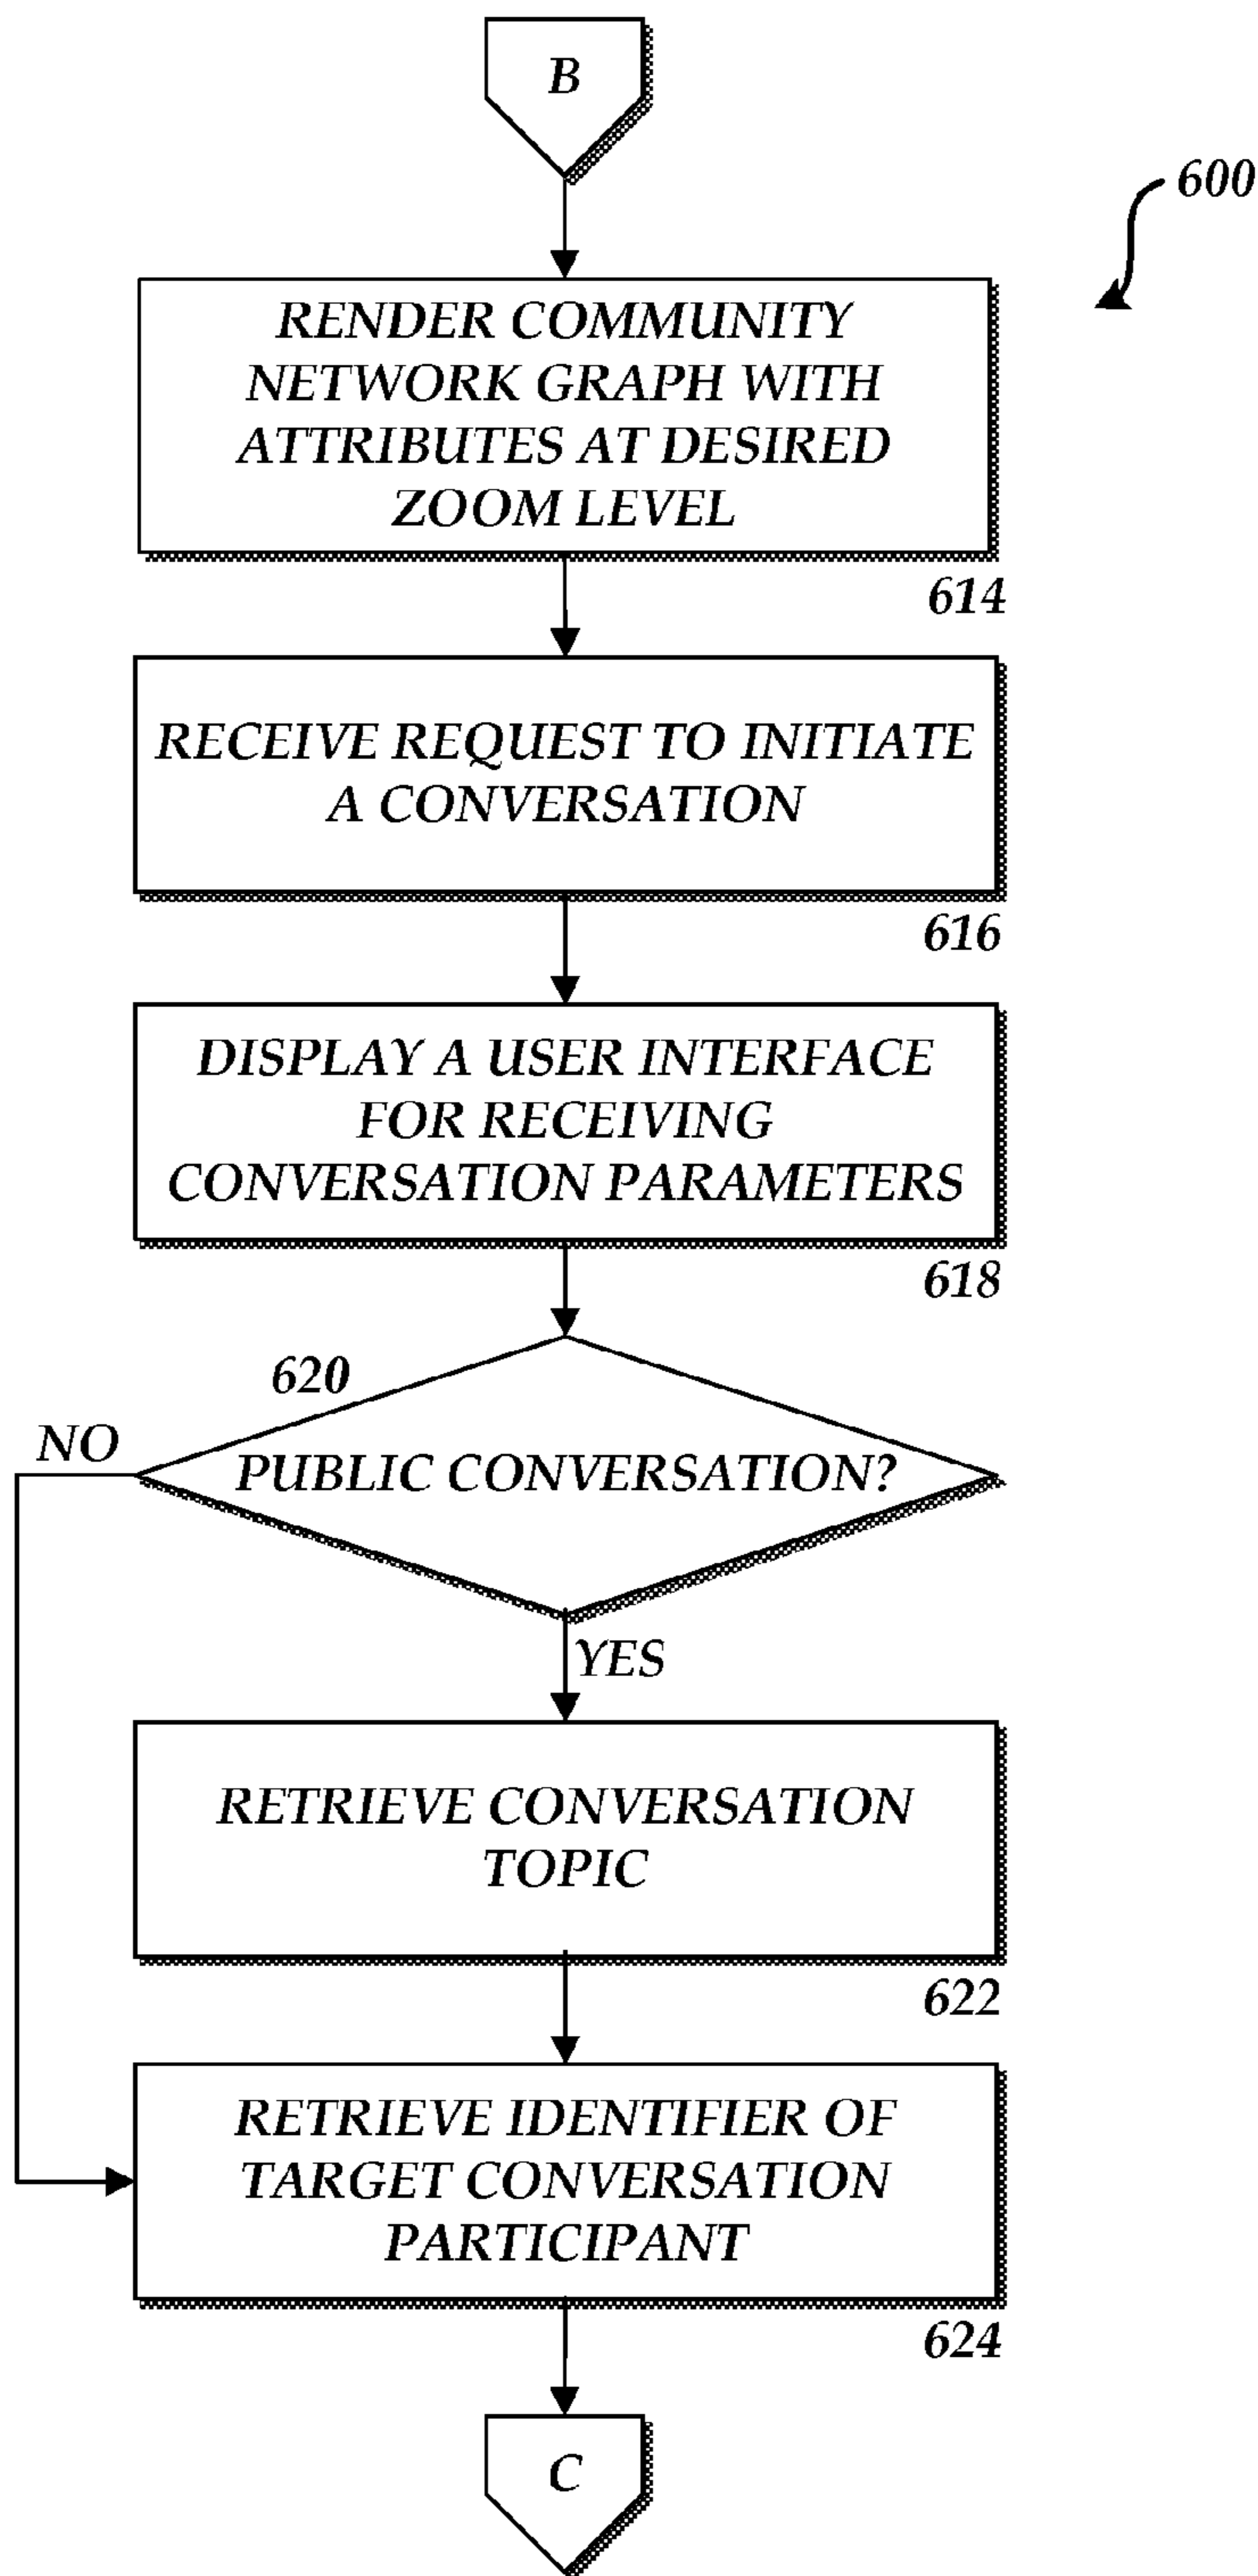 B
600
RENDER COMMUNITY
NETWORK GRAPH WITH
ATTRIBUTES AT DESIRED
ZOOM LEVEL
614
RECEIVE REQUEST TO INITIATE
A CONVERSATION
616
DISPLAY A USER INTERFACE
FOR RECEIVING
CONVERSATION PARAMETERS
618
620
NO
PUBLIC CONVERSATION?
YES
RETRIEVE CONVERSATION
TOPIC
622
RETRIEVE IDENTIFIER OF
TARGET CONVERSATION
PARTICIPANT
624
C